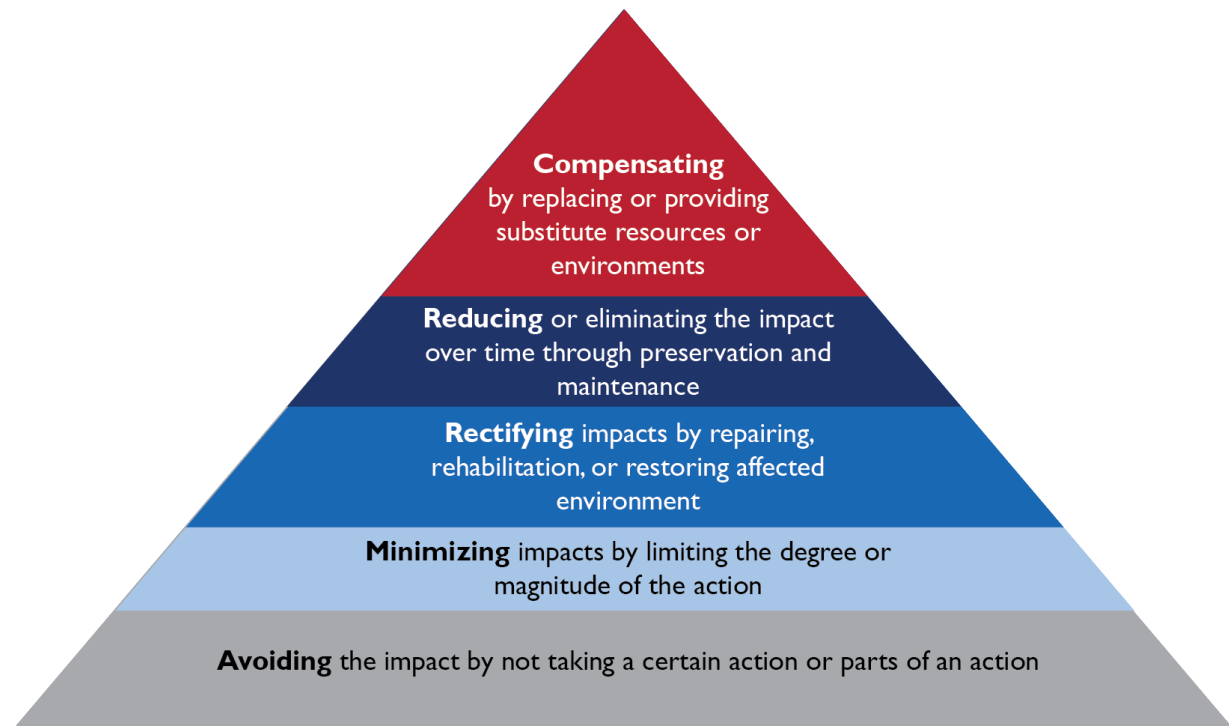 Compensating
by replacing or providing
substitute resources or
environments
Reducing or eliminating the impact
over time through preservation and
maintenance
Rectifying impacts by repairing,
rehabilitation, or restoring affected
environment
Minimizing impacts by limiting the degree or
magnitude of the action
Avoiding the impact by not taking a certain action or parts of an action